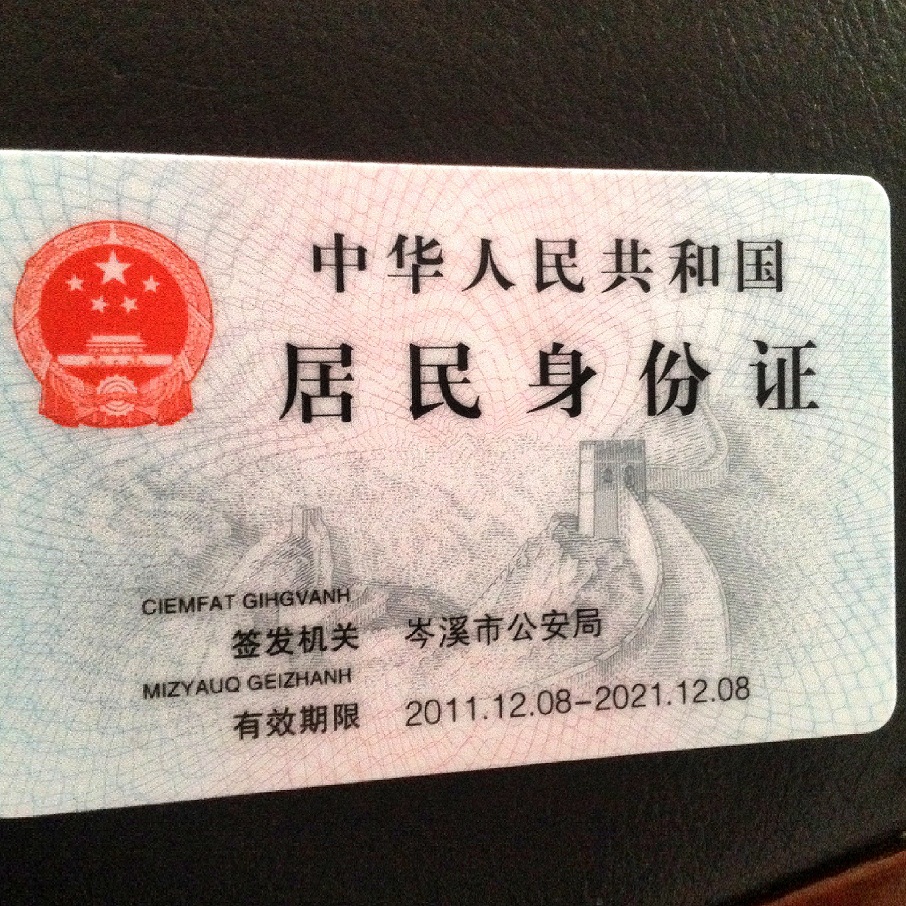 中华人民共和国
居民身份证
CIEMFAT GIHGVANH
签发机关 岑溪市公安局
MIZYAUQ GEIZHANH
有效期限 2011.12.08-2021.12.08